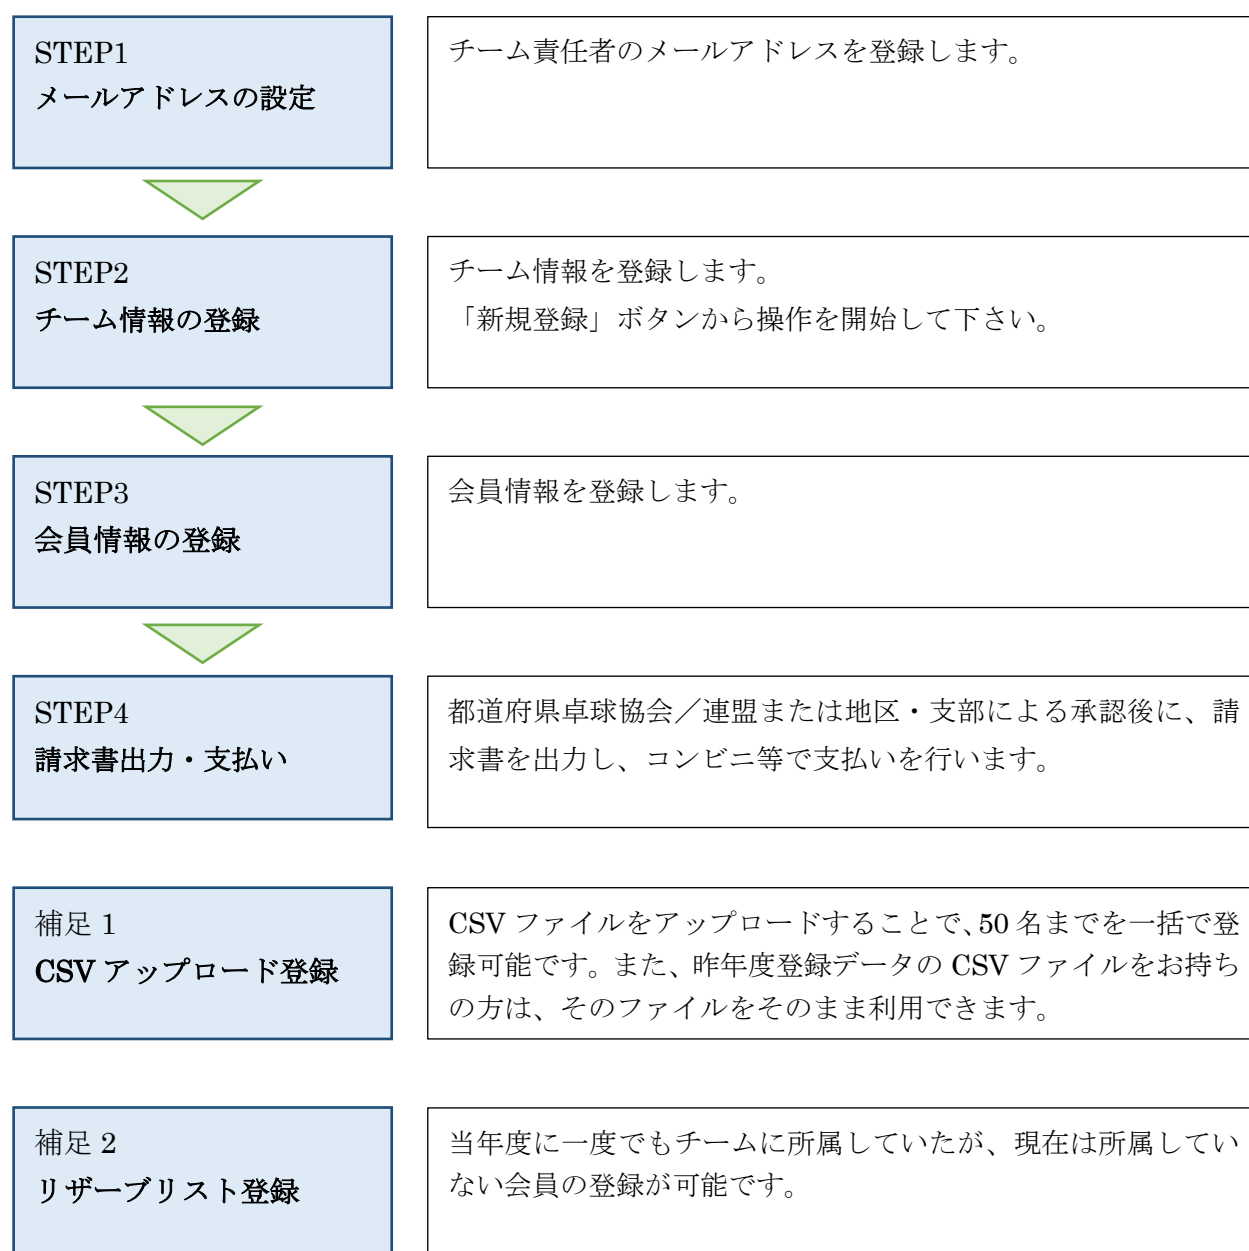 STEP1
メールアドレスの設定
チーム責任者のメールアドレスを登録します。
STEP2
チーム情報の登録
チーム情報を登録します。
「新規登録」ボタンから操作を開始して下さい。
STEP3
会員情報の登録
会員情報を登録します。
STEP4
請求書出力・支払い
都道府県卓球協会／連盟または地区・支部による承認後に、請
求書を出力し、コンビニ等で支払いを行います。
補足 1
CSV アップロード登録
CSV ファイルをアップロードすることで、50 名までを一括で登
録可能です。また、昨年度登録データの CSV ファイルをお持ち
の方は、そのファイルをそのまま利用できます。
補足 2
リザーブリスト登録
当年度に一度でもチームに所属していたが、現在は所属してい
ない会員の登録が可能です。